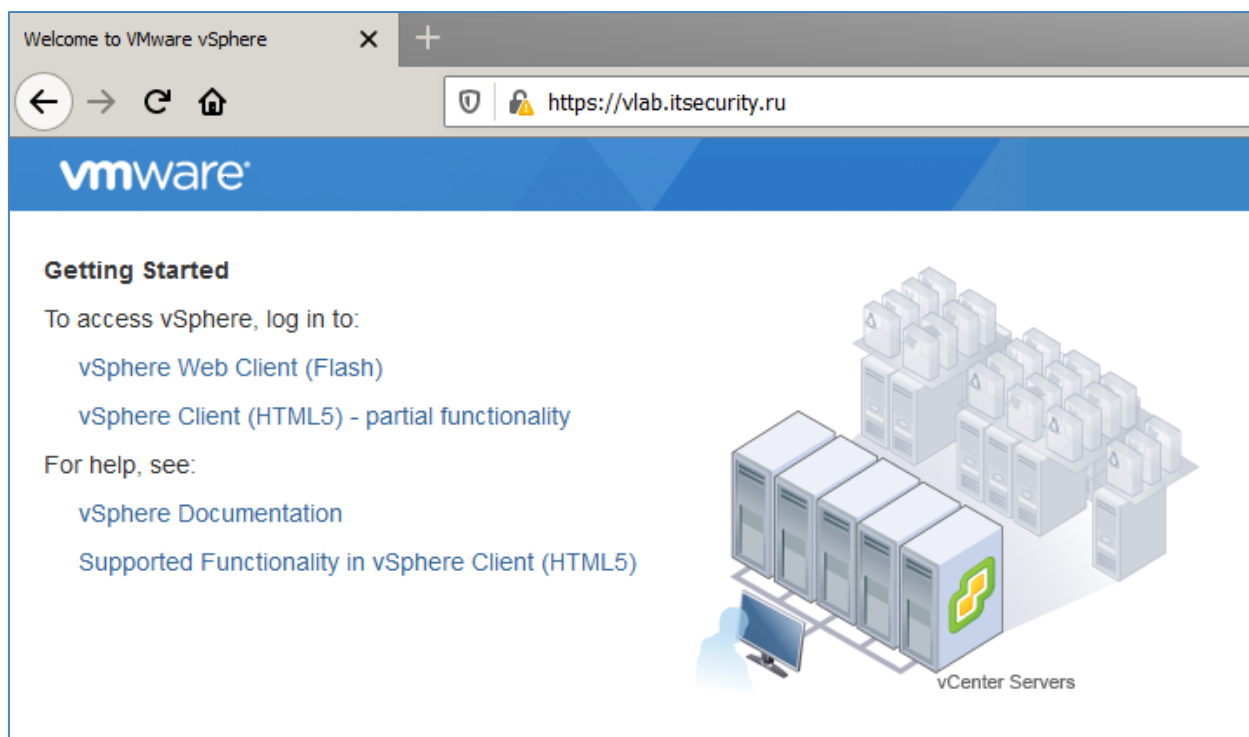 Welcome to VMware vSphere
https://vlab.itsecurity.ru
vmware
Getting Started
To access vSphere, log in to:
vSphere Web Client (Flash)
vSphere Client (HTML5) - partial functionality
For help, see:
vSphere Documentation
Supported Functionality in vSphere Client (HTML5)
vCenter Servers